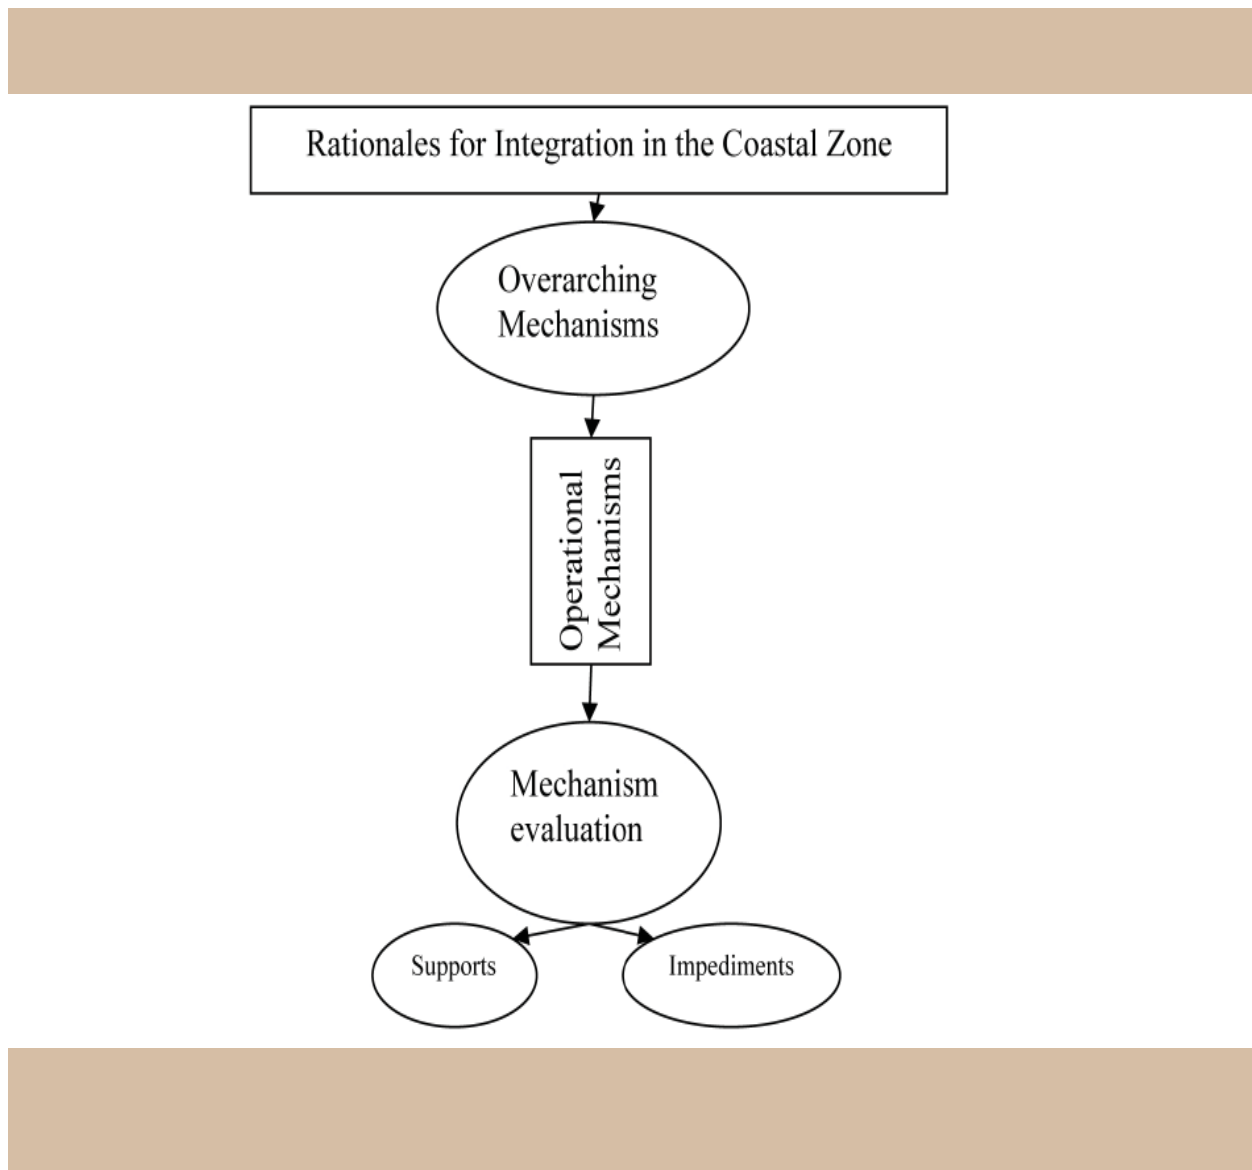 Rationales for Integration in the Coastal Zone
Overarching
Mechanisms
Operational
Mechanisms
Mechanism
evaluation
Supports
Impediments